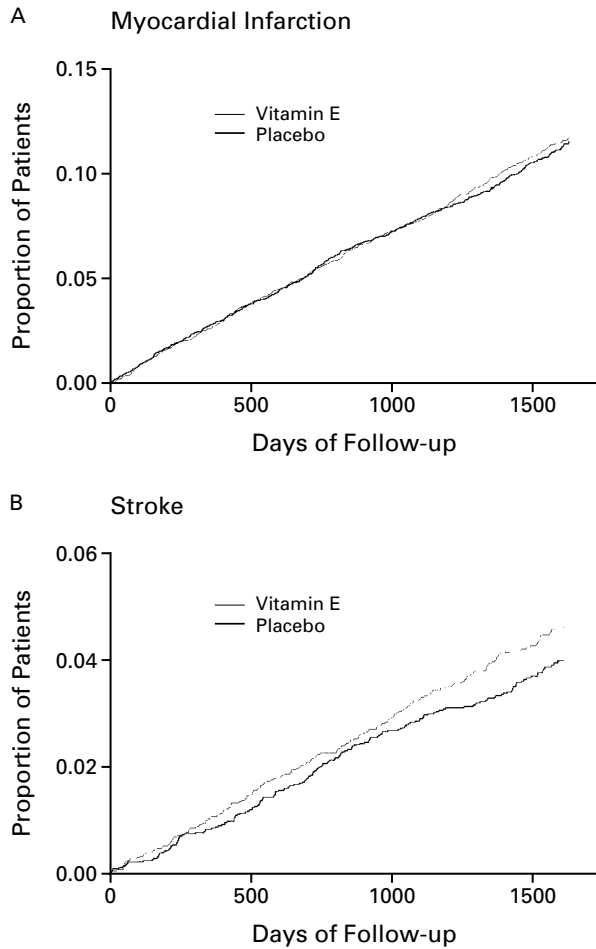 A Myocardial Infarction
0.15
Vitamin E
Placebo
0.10
Proportion of Patients
0.05
0.00
0 500 1000 1500
Days of Follow-up
B Stroke
0.06
Vitamin E
Placebo
0.04
Proportion of Patients
0.02
0.00
0 500 1000 1500
Days of Follow-up